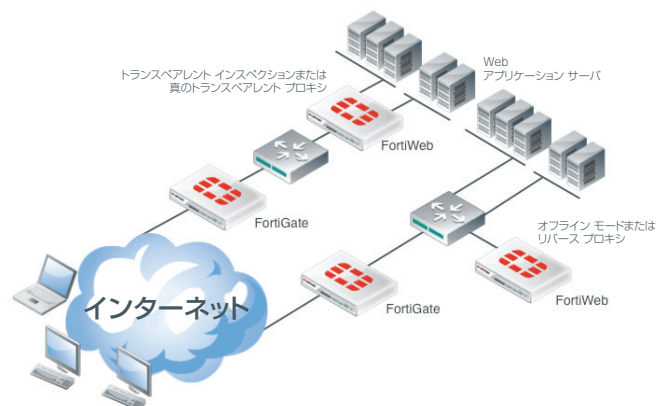 Web
アプリケーション サーバ
トランスペアレント インスペクションまたは
真のトランスペアレント プロキシ
FortiWeb
FortiGate
オフライン モードまたは
リバース プロキシ
FortiWeb
FortiGate
インターネット